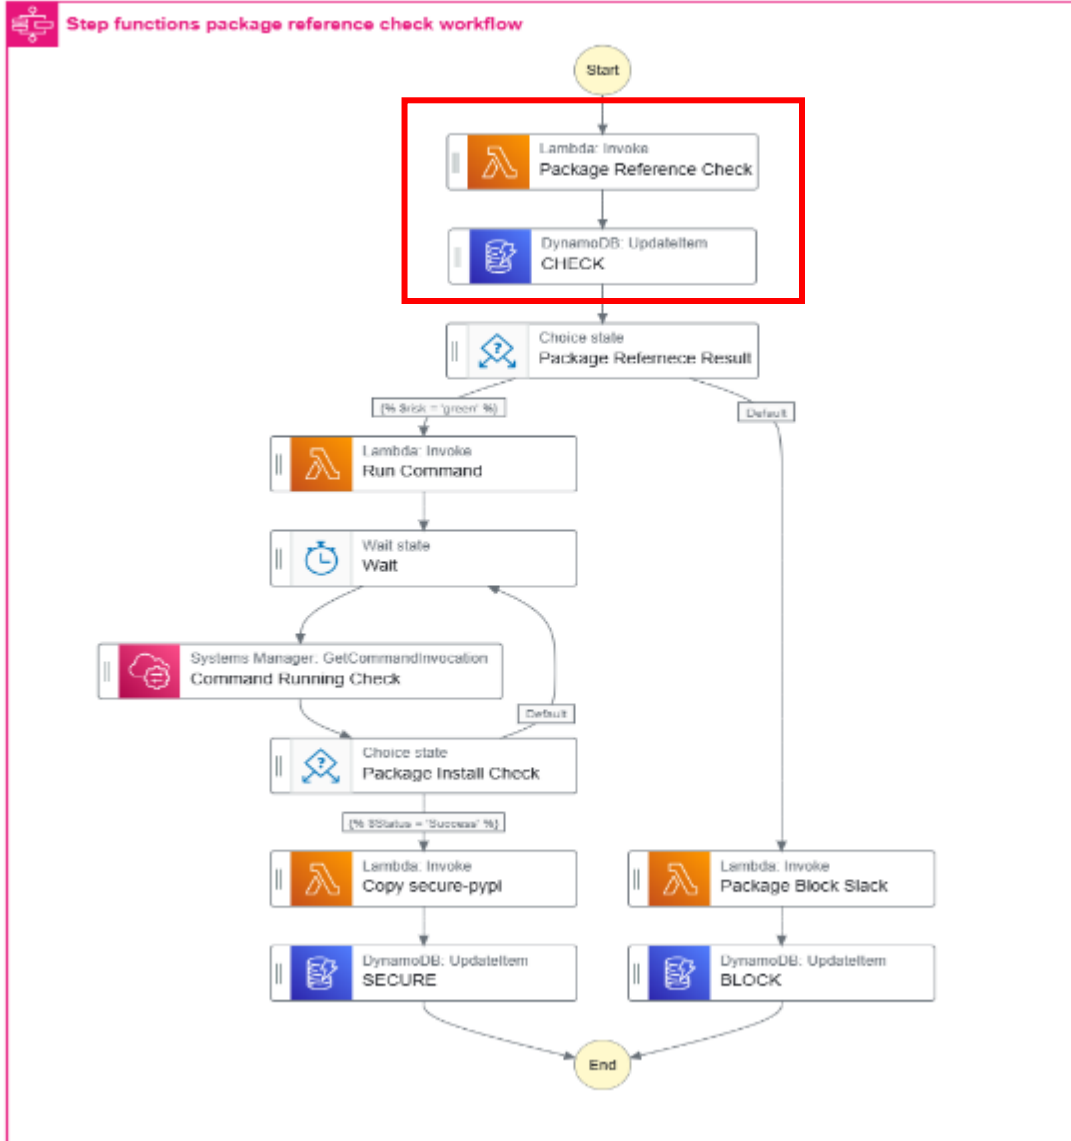 Step functions package reference check workflow
Start
Lambda: Invoke
Package Reference Check
DynamoDB: UpdateItem
CHECK
Choice state
Package Refernece Result
{% $risk = 'green' %}
Default
Lambda: Invoke
Run Command
Wait state
Wait
Systems Manager: GetCommandInvocation
Command Running Check
Default
Choice state
Package Install Check
{% $Status = 'Success' %}
Lambda: Invoke
Copy secure-pypi
Lambda: Invoke
Package Block Slack
DynamoDB: UpdateItem
SECURE
DynamoDB: UpdateItem
BLOCK
End